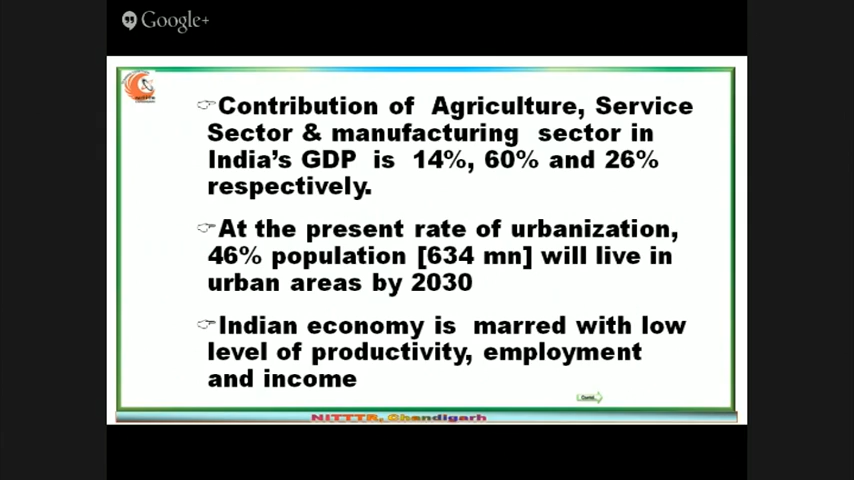 Google+
Contribution of Agriculture, Service
Sector & manufacturing sector in
India's GDP is 14%, 60% and 26%
respectively.
At the present rate of urbanization,
46% population [634 mn] will live in
urban areas by 2030
Indian economy is marred with low
level of productivity, employment
and income
NITTTR, Chandigarh